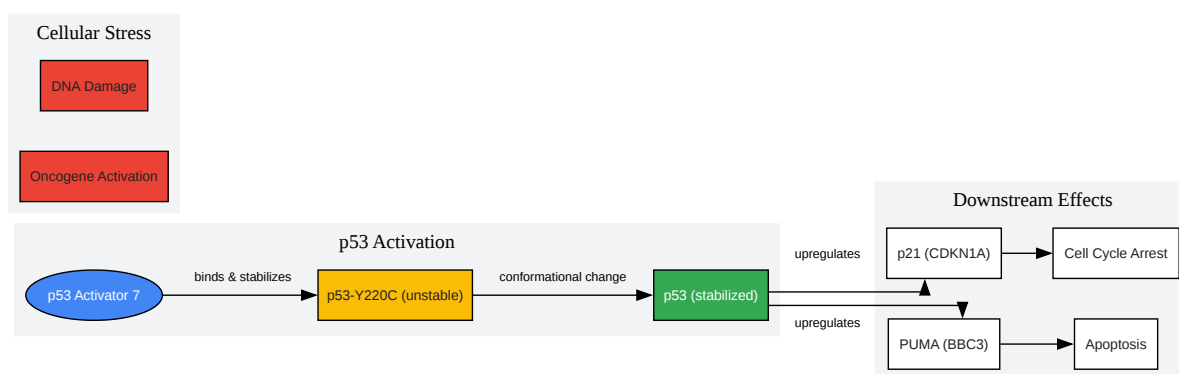 Cellular Stress
DNA Damage
Oncogene Activation
p53 Activation
p53 Activator 7
binds & stabilizes
p53-Y220C (unstable)
conformational change
p53 (stabilized)
upregulates
upregulates
Downstream Effects
p21 (CDKN1A)
Cell Cycle Arrest
PUMA (BBC3)
Apoptosis